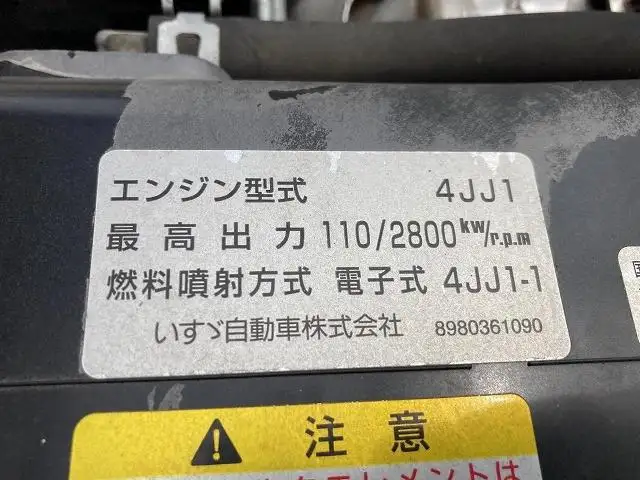 エンジン型式 4JJ1
最高出力 110/2800 kw/r.p.m
燃料噴射方式 電子式 4JJ1-1
いすゞ自動車株式会社 8980361090
⚠ 注意